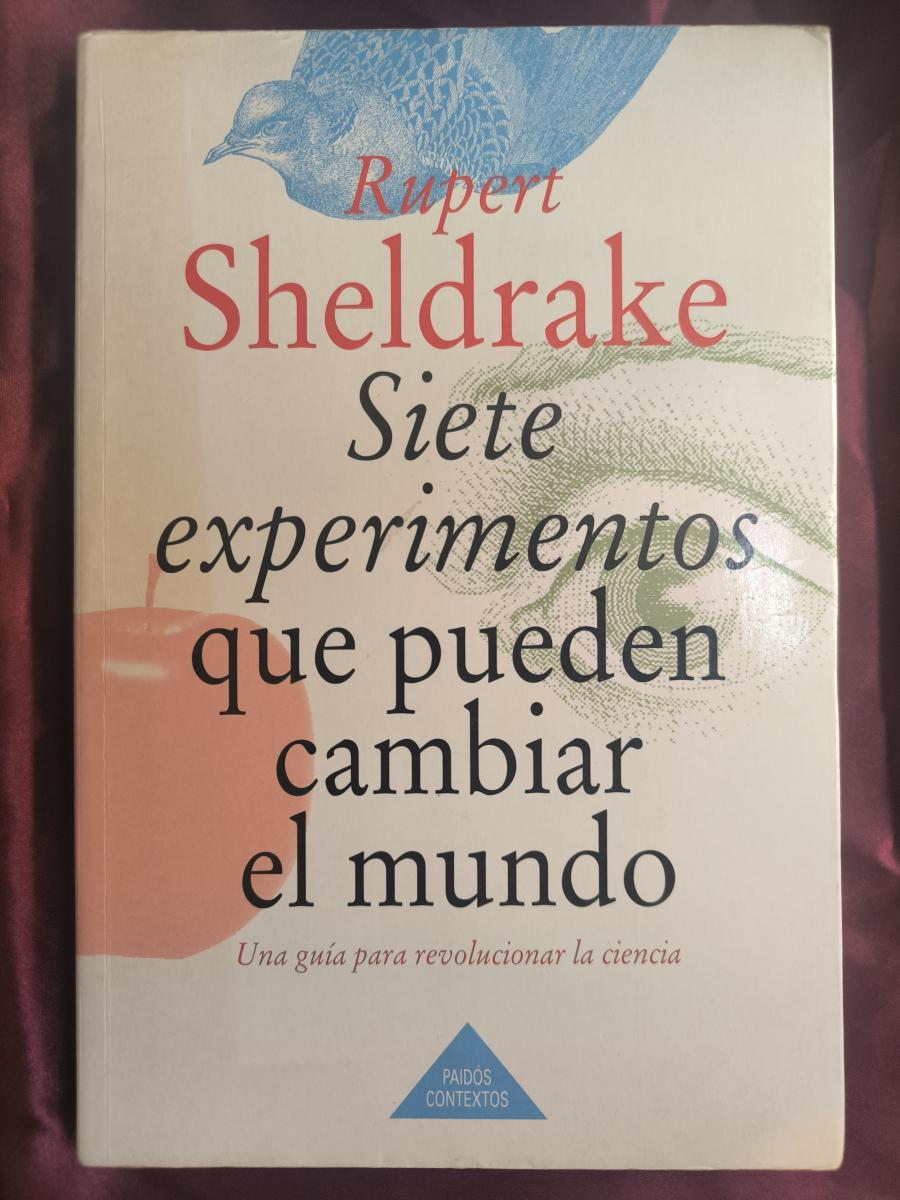 Rupert
Sheldrake
Siete
experimentos
que pueden
cambiar
el mundo
Una guía para revolucionar la ciencia
PAIDÓS
CONTEXTOS